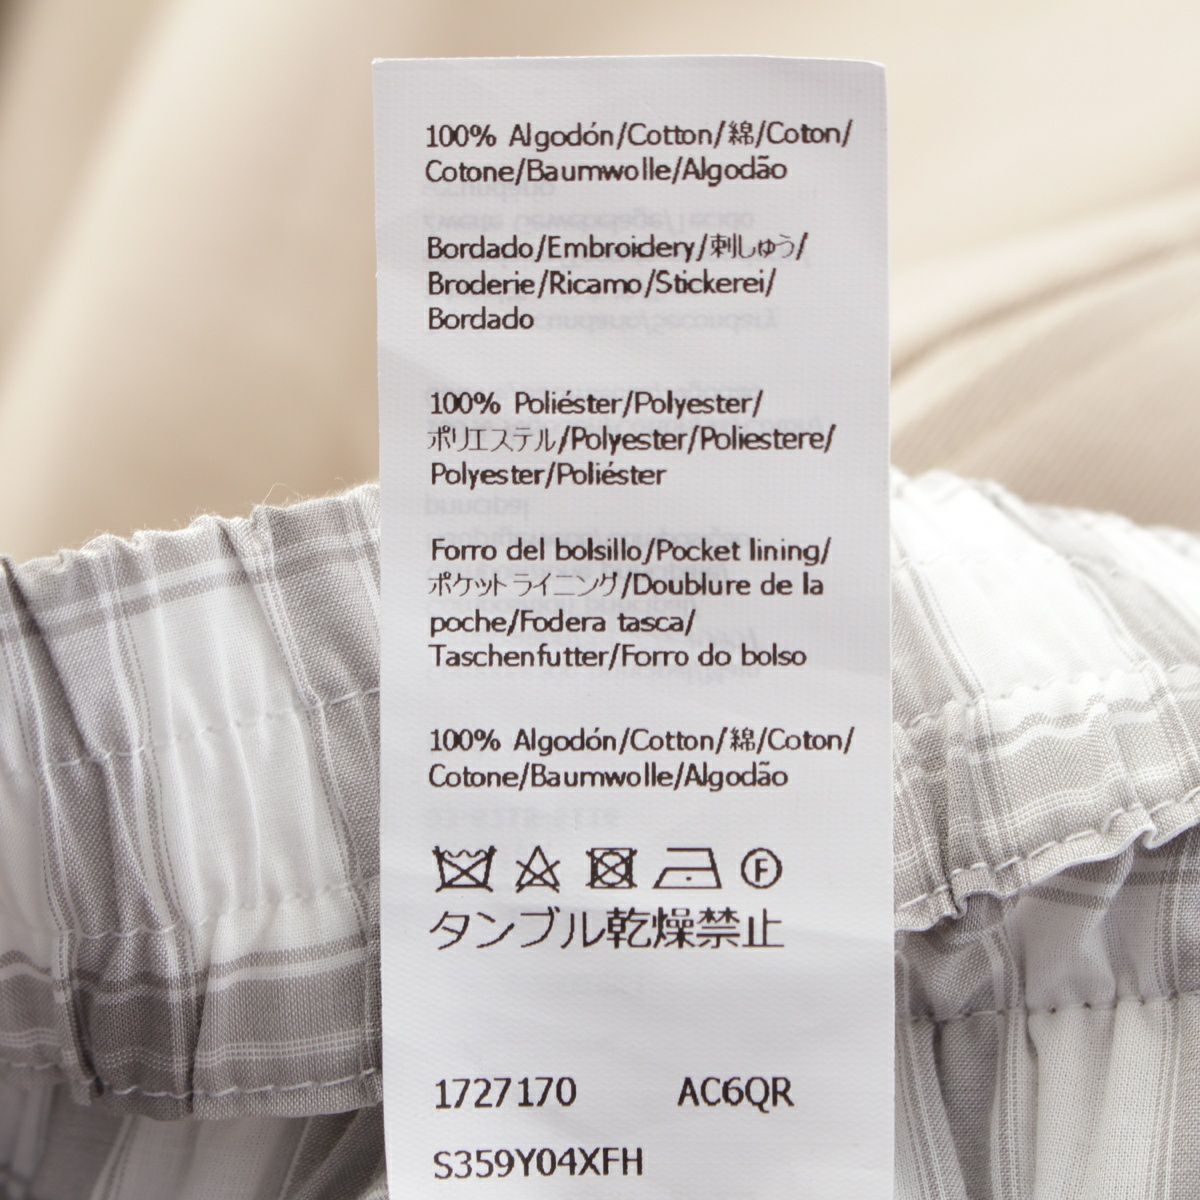 100% Algodón/Cotton/綿/Coton/
Cotone/Baumwolle/Algodão
Bordado/Embroidery/刺しゅう/
Broderie/Ricamo/Stickerei/
Bordado
100% Poliéster/Polyester/
ポリエステル/Polyester/Poliestere/
Polyester/Poliéster
Forro del bolsillo/Pocket lining/
ポケットライニング/Doublure de la
poche/Fodera tasca/
Taschenfutter/Forro do bolso
100% Algodón/Cotton/綿/Coton/
Cotone/Baumwolle/Algodão
F
タンブル乾燥禁止
1727170 AC6QR
S359Y04XFH